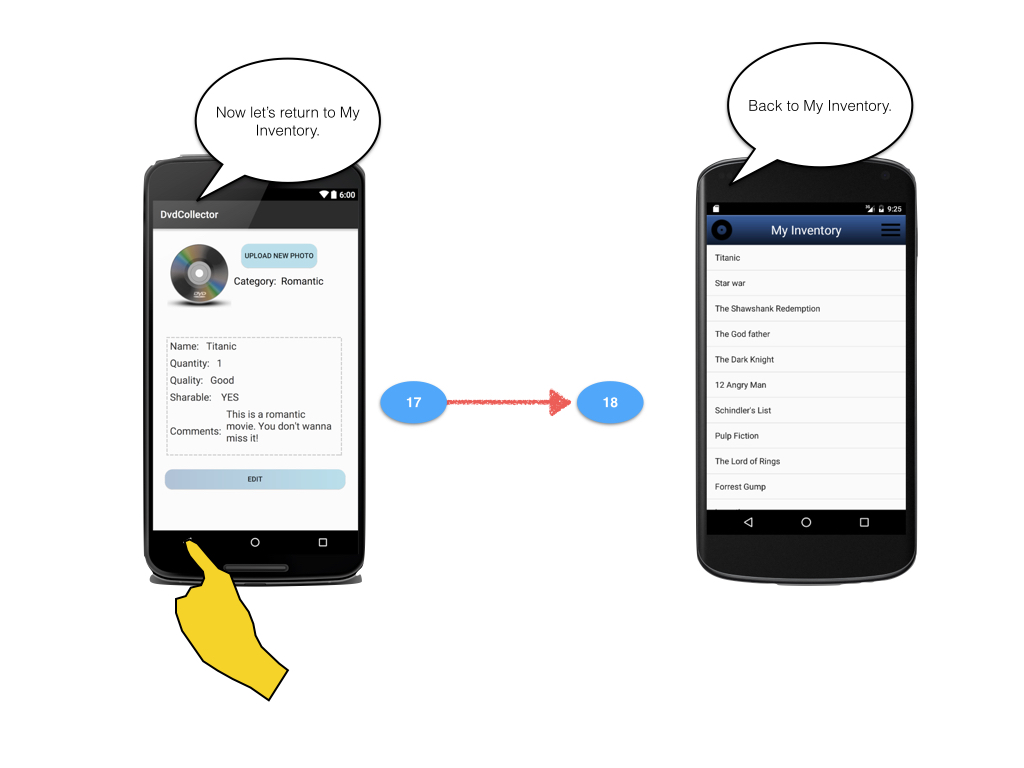 Now let's return to My
Inventory.
6:00
DvdCollector
UPLOAD NEW PHOTO
Category: Romantic
DVD
Name: Titanic
Quantity: 1
Quality: Good
Sharable: YES
Comments: This is a romantic
movie. You don't wanna
miss it!
EDIT
17
18
Back to My Inventory.
9:25
My Inventory
Titanic
Star war
The Shawshank Redemption
The God father
The Dark Knight
12 Angry Man
Schindler's List
Pulp Fiction
The Lord of Rings
Forrest Gump